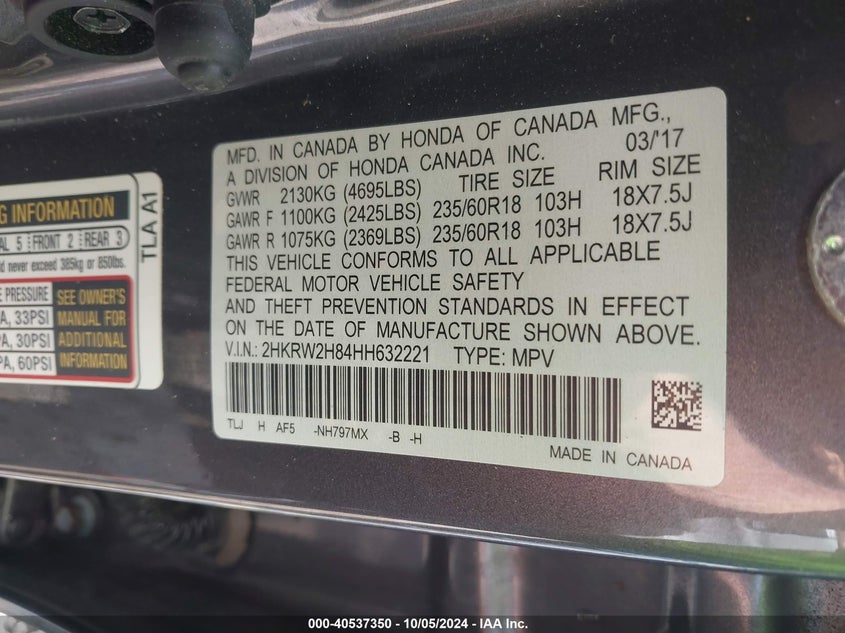 MFD. IN CANADA BY HONDA OF CANADA MFG.,
A DIVISION OF HONDA CANADA INC. 03/'17
GVWR 2130KG (4695LBS) TIRE SIZE RIM SIZE
GAWR F 1100KG (2425LBS) 235/60R18 103H 18X7.5J
GAWR R 1075KG (2369LBS) 235/60R18 103H 18X7.5J
THIS VEHICLE CONFORMS TO ALL APPLICABLE
FEDERAL MOTOR VEHICLE SAFETY
AND THEFT PREVENTION STANDARDS IN EFFECT
ON THE DATE OF MANUFACTURE SHOWN ABOVE.
V.I.N.: 2HKRW2H84HH632221 TYPE: MPV
TLJ H AF5 -NH797MX -B -H
MADE IN CANADA
INFORMATION
5 FRONT 2 REAR 3
never exceed 385kg or 850lbs.
TLA A1
PRESSURE
33PSI
30PSI
60PSI
SEE OWNER'S
MANUAL FOR
ADDITIONAL
INFORMATION
000-40537350 - 10/05/2024 - IAA Inc.